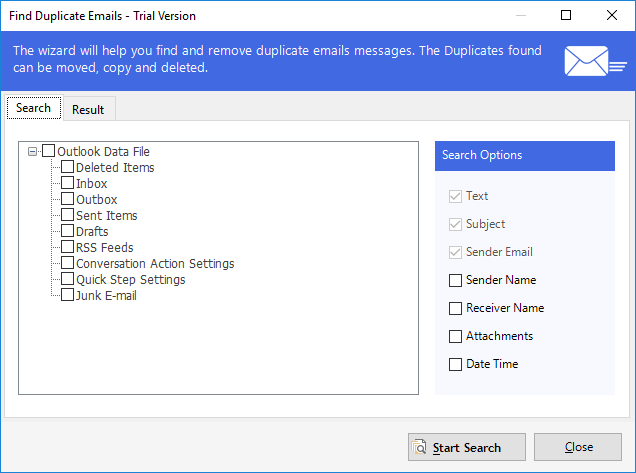 Find Duplicate Emails - Trial Version
The wizard will help you find and remove duplicate emails messages. The Duplicates found
can be moved, copy and deleted.
Search
Result
Outlook Data File
Deleted Items
Inbox
Outbox
Sent Items
Drafts
RSS Feeds
Conversation Action Settings
Quick Step Settings
Junk E-mail
Search Options
Text
Subject
Sender Email
Sender Name
Receiver Name
Attachments
Date Time
Start Search
Close